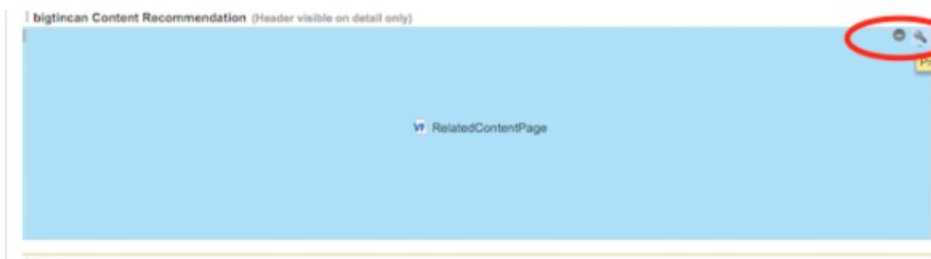 bigtincan Content Recommendation (Header visible on detail only)
RelatedContentPage